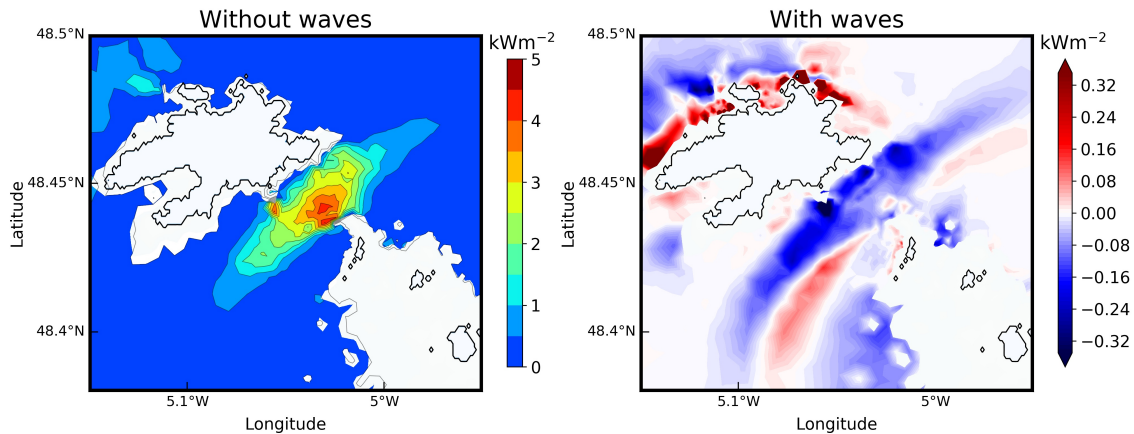 Without waves
48.5°N
48.45°N
48.4°N
5.1°W
5°W
Latitude
Longitude
kWm⁻²
5
4
3
2
1
0
With waves
48.5°N
48.45°N
48.4°N
5.1°W
5°W
Latitude
Longitude
kWm⁻²
0.32
0.24
0.16
0.08
0.00
−0.08
−0.16
−0.24
−0.32